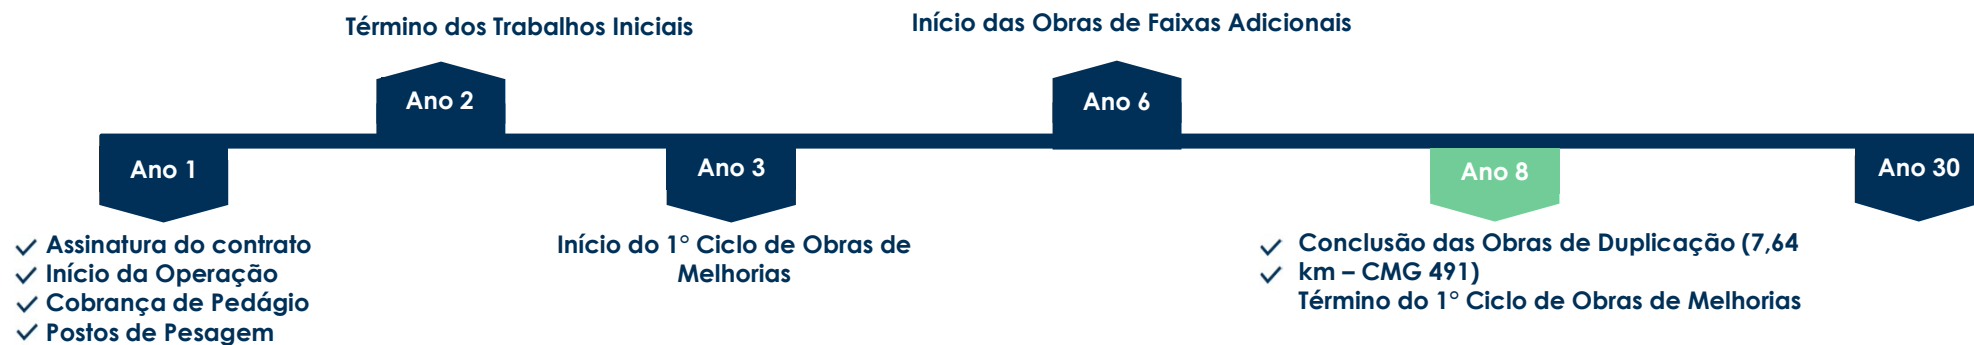 Término dos Trabalhos Iniciais
Início das Obras de Faixas Adicionais
Ano 2
Ano 6
Ano 1
Ano 3
Ano 8
Ano 30
Assinatura do contrato
Início da Operação
Cobrança de Pedágio
Postos de Pesagem
Início do 1° Ciclo de Obras de
Melhorias
Conclusão das Obras de Duplicação (7,64
km – CMG 491)
Término do 1° Ciclo de Obras de Melhorias